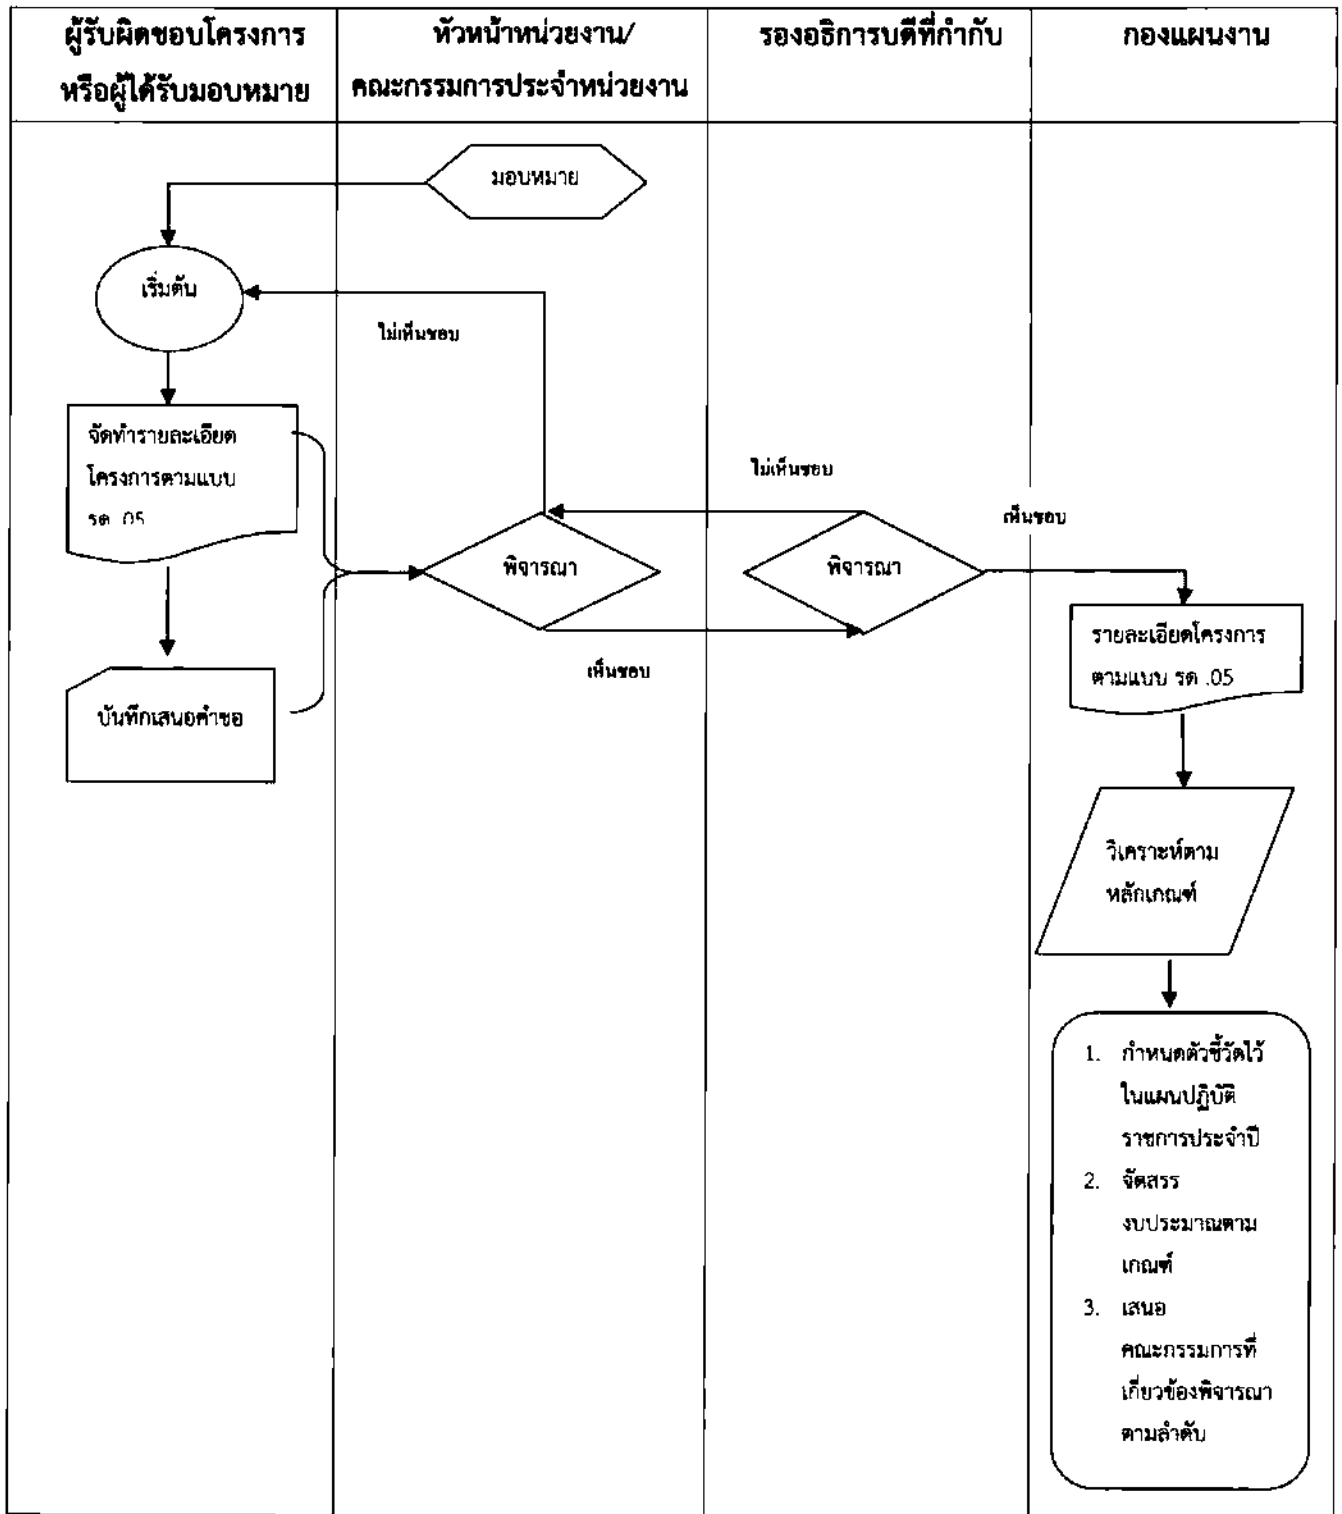 ผู้รับผิดชอบโครงการ
หรือผู้ได้รับมอบหมาย
หัวหน้าหน่วยงาน/
คณะกรรมการประจำหน่วยงาน
รองอธิการบดีที่กำกับ
กองแผนงาน
มอบหมาย
เริ่มต้น
ไม่เห็นชอบ
จัดทำรายละเอียด
โครงการตามแบบ
รด .05
ไม่เห็นชอบ
เห็นชอบ
พิจารณา
พิจารณา
เห็นชอบ
บันทึกเสนอคำขอ
รายละเอียดโครงการ
ตามแบบ รด .05
วิเคราะห์ตาม
หลักเกณฑ์
1. กำหนดตัวชี้วัดไว้
ในแผนปฏิบัติ
ราชการประจำปี
2. จัดสรร
งบประมาณตาม
เกณฑ์
3. เสนอ
คณะกรรมการที่
เกี่ยวข้องพิจารณา
ตามลำดับ